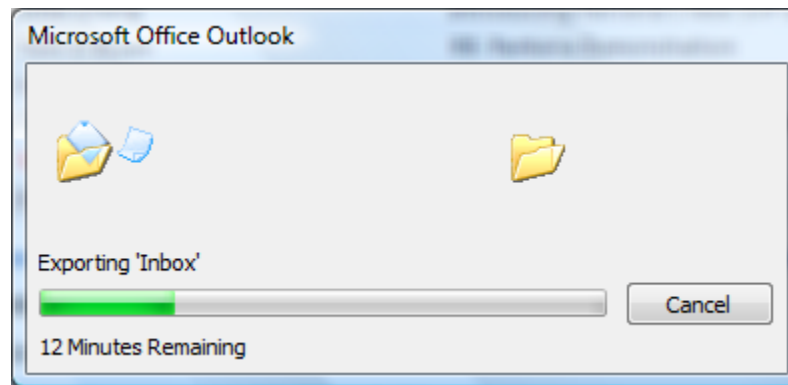 Microsoft Office Outlook
Exporting 'Inbox'
Cancel
12 Minutes Remaining